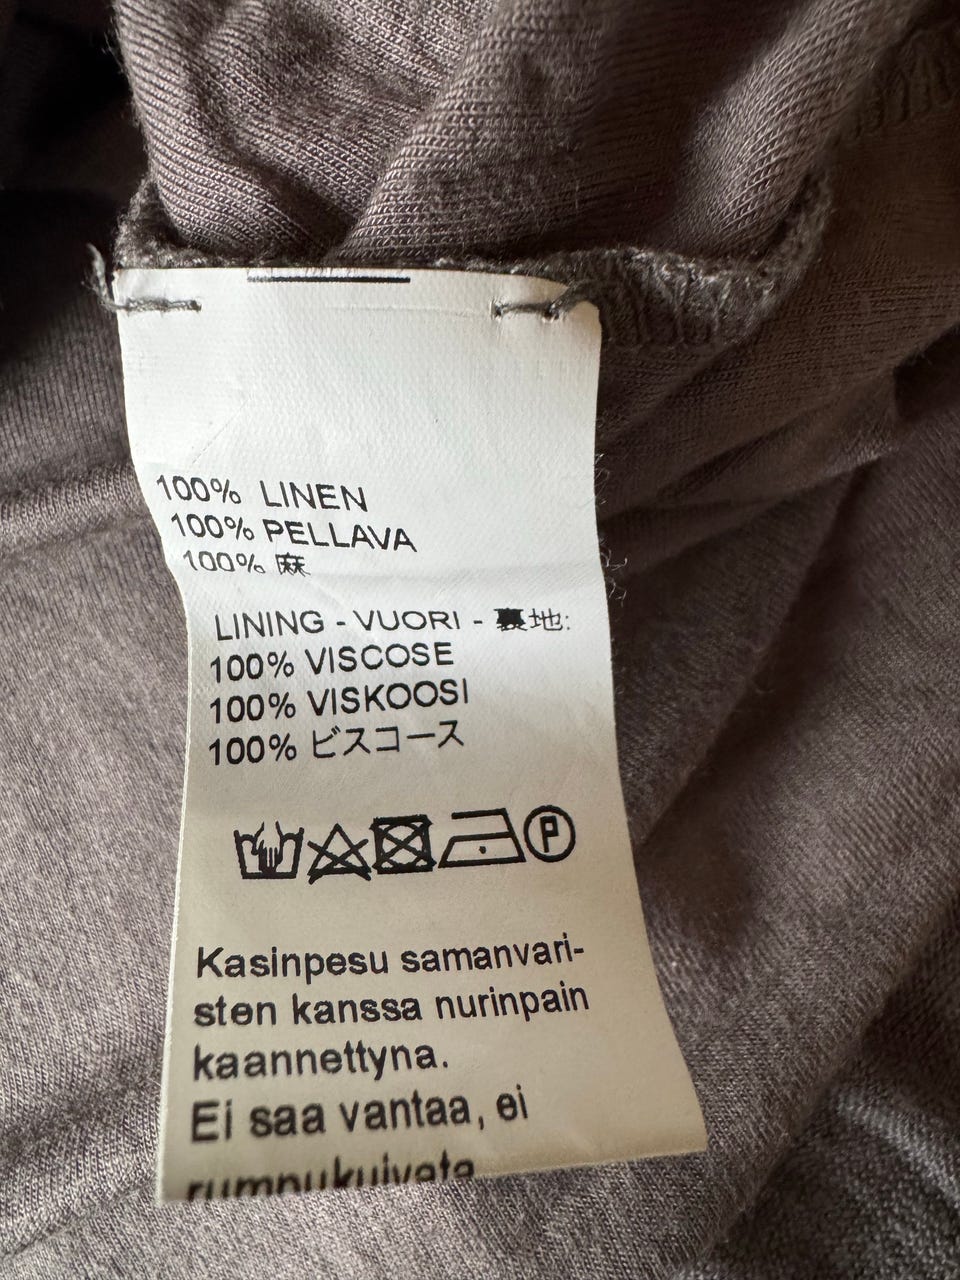 100% LINEN
100% PELLAVA
100% 麻
LINING - VUORI - 裏地:
100% VISCOSE
100% VISKOOSI
100% ビスコース
P
Kasinpesu samanvari-
sten kanssa nurinpain
kaannettyna.
Ei saa vantaa, ei
rumpukuivata